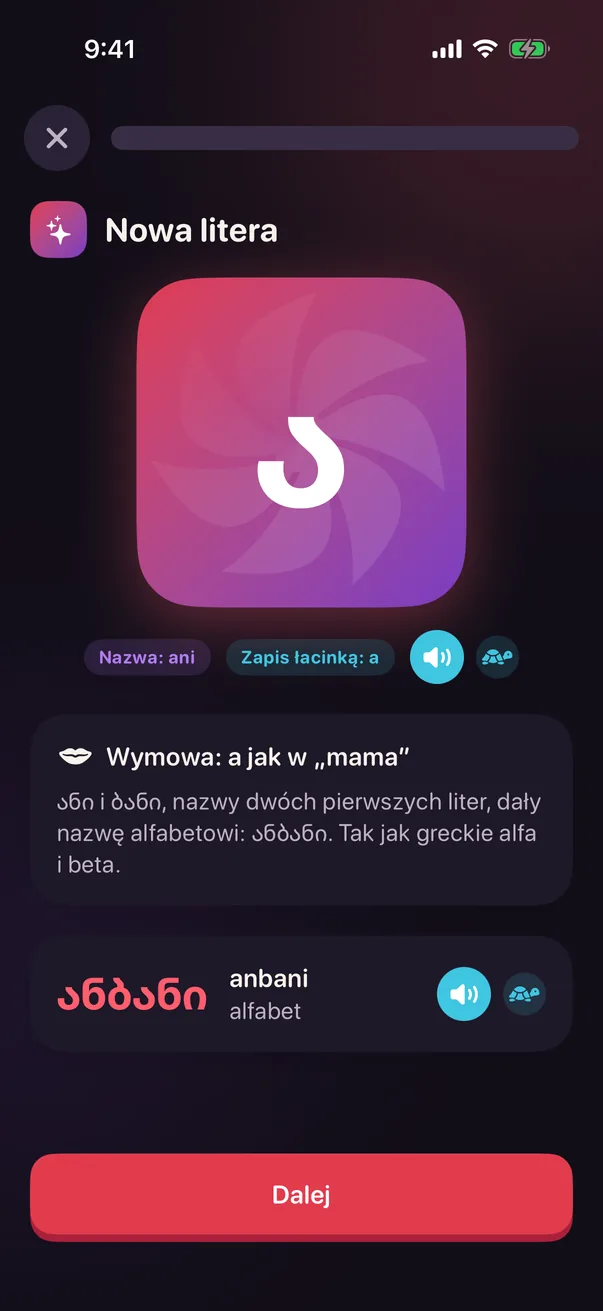 9:41
Nowa litera
ა
Nazwa: ani
Zapis łacinką: a
Wymowa: a jak w „mama”
ანი i ბანი, nazwy dwóch pierwszych liter, dały
nazwę alfabetowi: ანბანი. Tak jak greckie alfa
i beta.
ანბანი
anbani
alfabet
Dalej